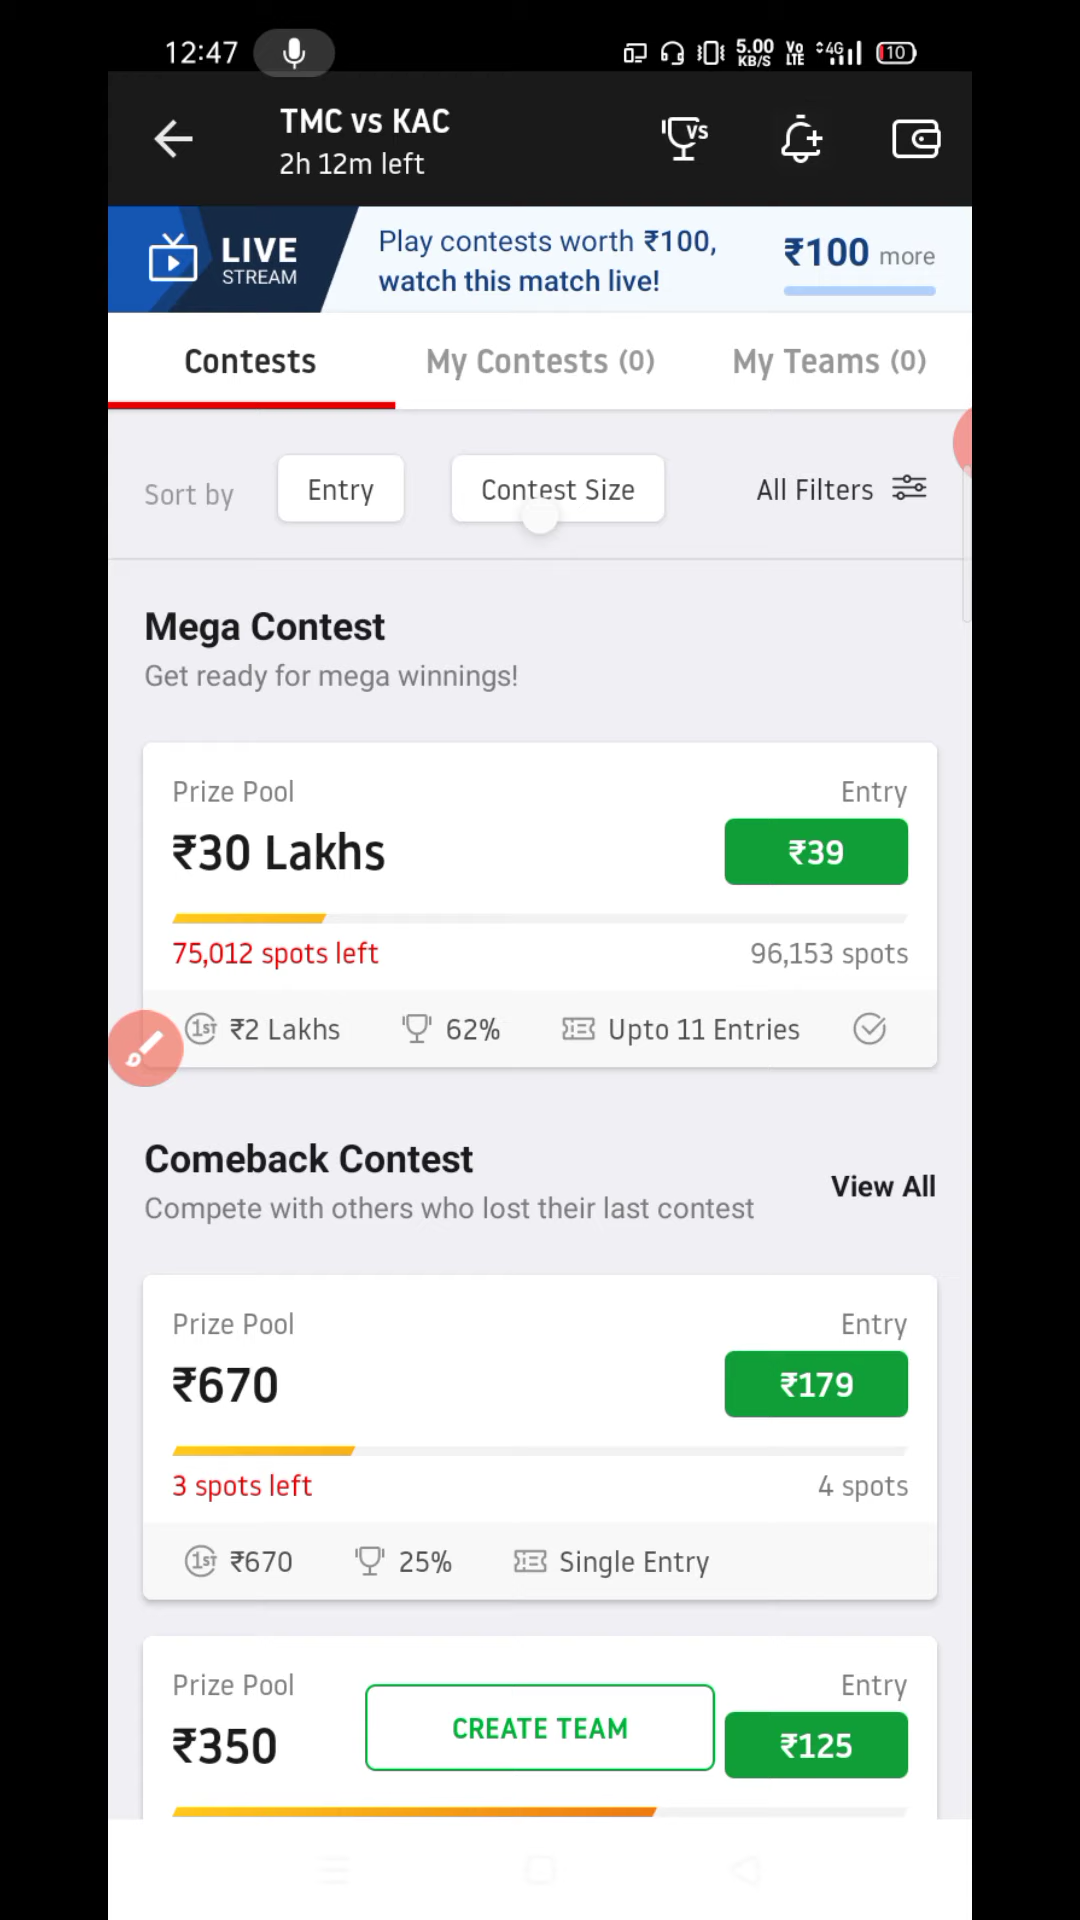 12:47
5.00 KB/S Vo LTE 4G 10
TMC vs KAC
2h 12m left
VS
LIVE
STREAM
Play contests worth ₹100,
watch this match live!
₹100 more
Contests My Contests (0) My Teams (0)
Sort by Entry Contest Size All Filters
Mega Contest
Get ready for mega winnings!
Prize Pool Entry
₹30 Lakhs ₹39
75,012 spots left 96,153 spots
1ST ₹2 Lakhs 62% Upto 11 Entries
Comeback Contest
View All
Compete with others who lost their last contest
Prize Pool Entry
₹670 ₹179
3 spots left 4 spots
1ST ₹670 25% Single Entry
Prize Pool Entry
₹350 CREATE TEAM ₹125